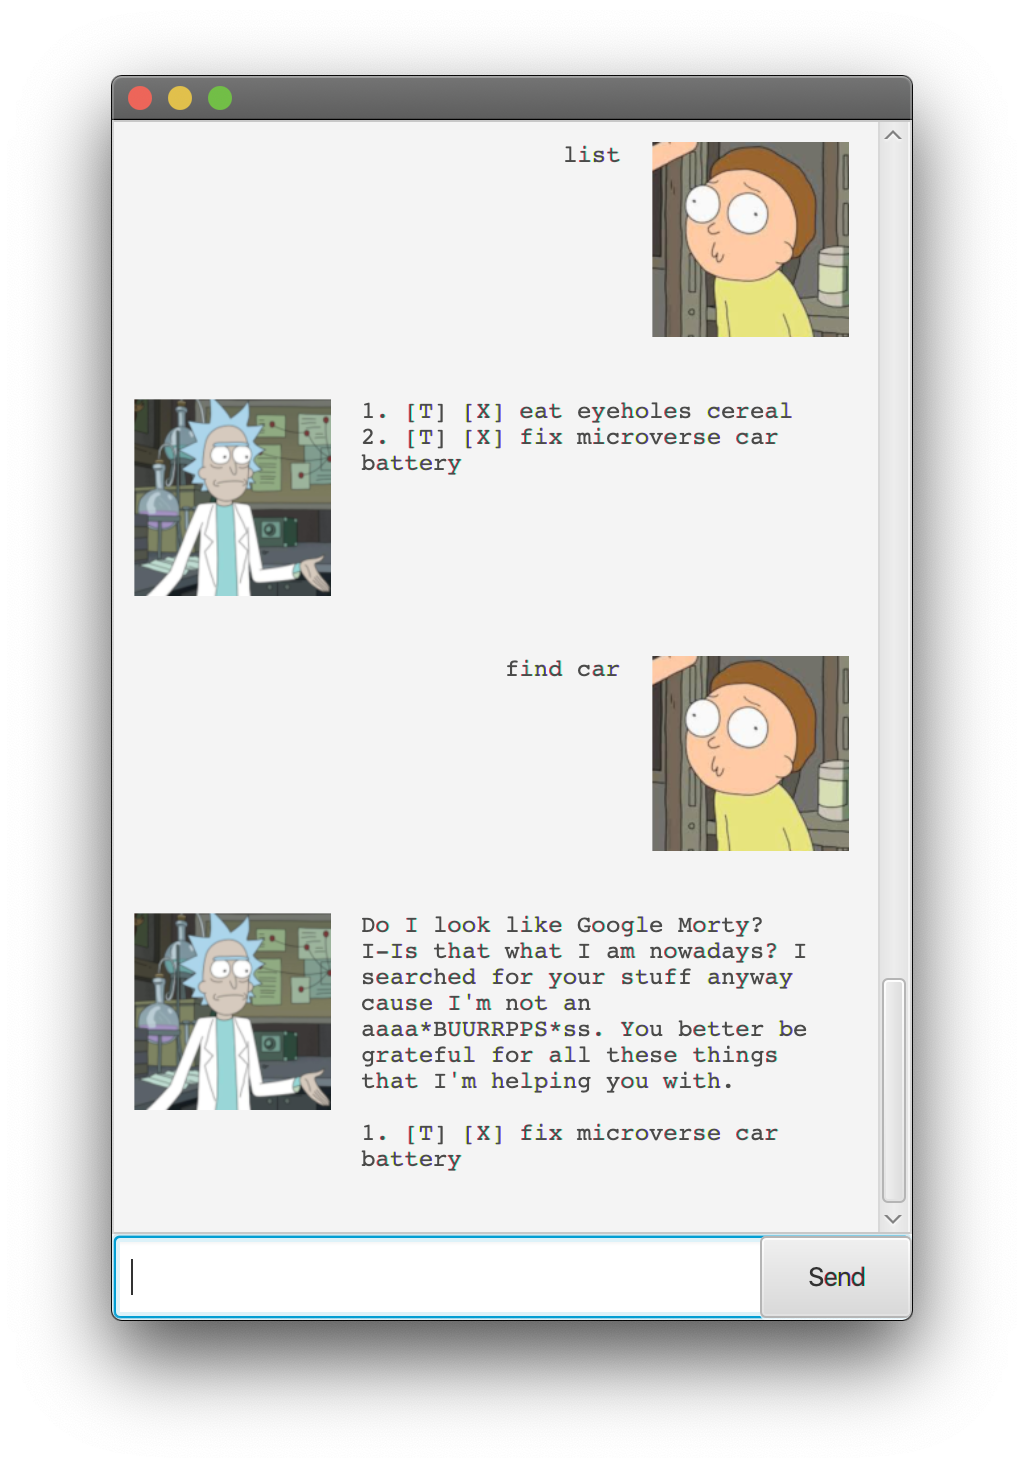 list
1. [T] [X] eat eyeholes cereal
2. [T] [X] fix microverse car
battery
find car
Do I look like Google Morty?
I-Is that what I am nowadays? I
searched for your stuff anyway
cause I'm not an
aaaa*BUURRPPS*ss. You better be
grateful for all these things
that I'm helping you with.
1. [T] [X] fix microverse car
battery
Send